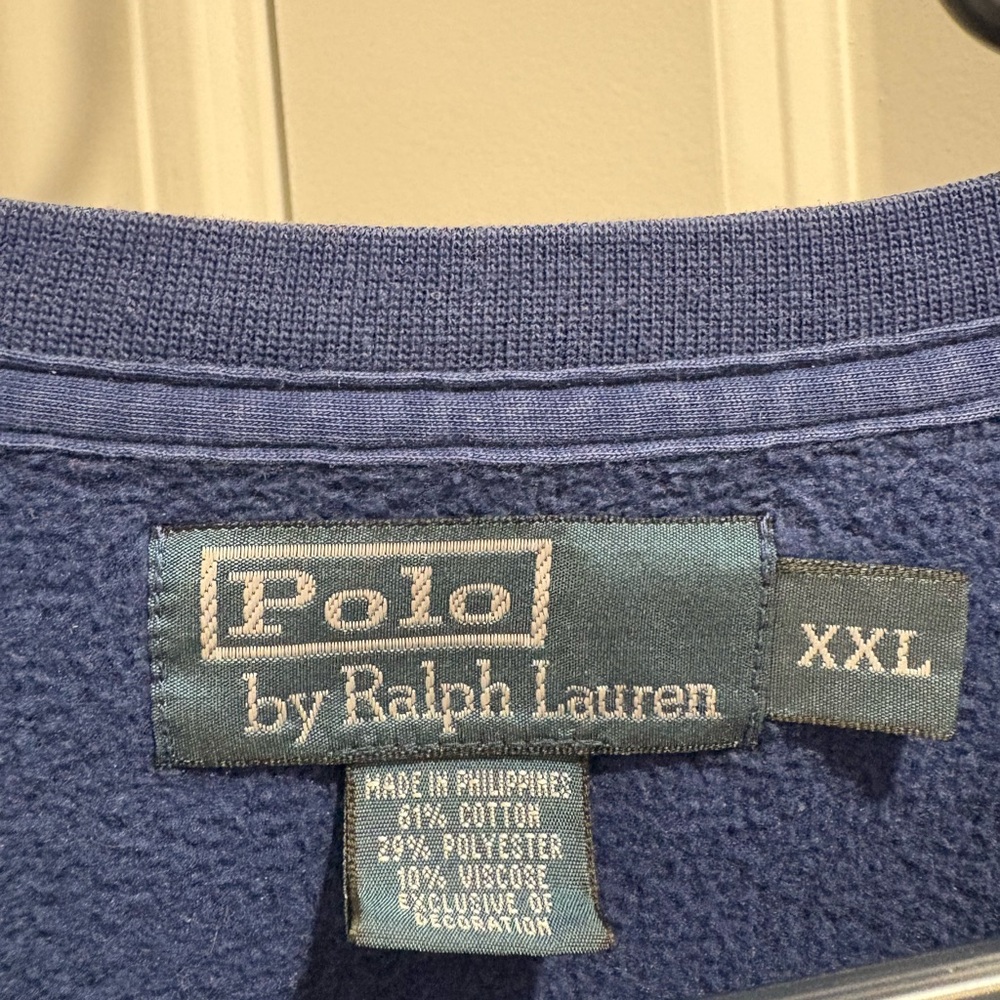 Polo
by Ralph Lauren
XXL
MADE IN PHILIPPINES
61% COTTON
29% POLYESTER
10% VISCOSE
EXCLUSIVE OF
DECORATION